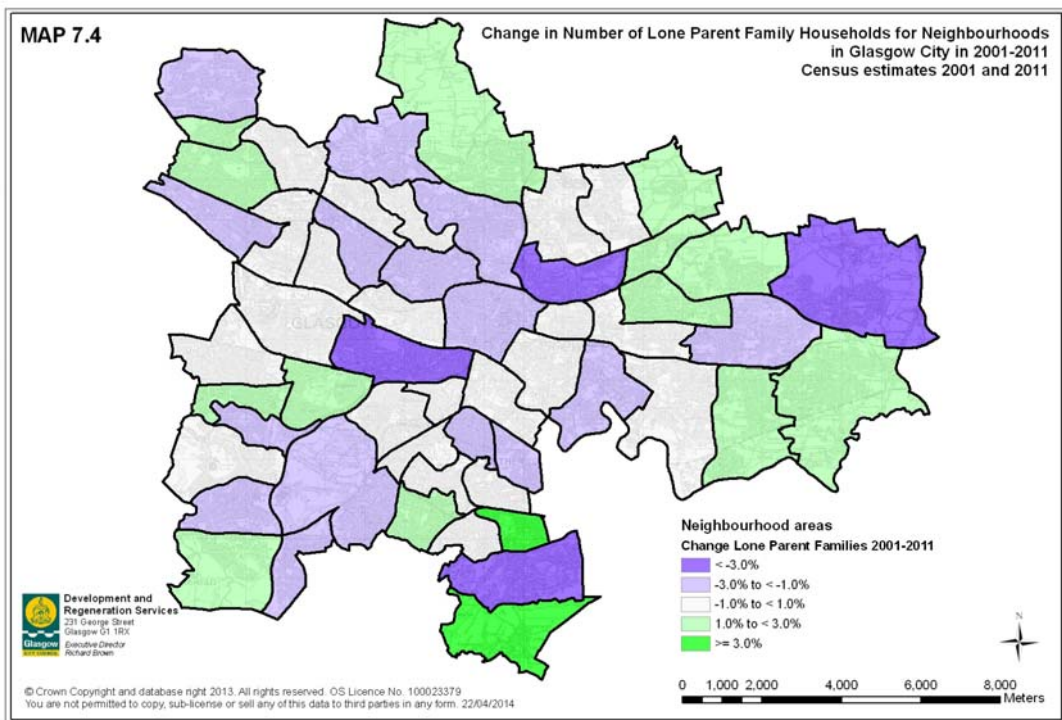 MAP 7.4
Change in Number of Lone Parent Family Households for Neighbourhoods
in Glasgow City in 2001-2011
Census estimates 2001 and 2011
Neighbourhood areas
Change Lone Parent Families 2001-2011
< -3.0%
-3.0% to < -1.0%
-1.0% to < 1.0%
1.0% to < 3.0%
>= 3.0%
Development and
Regeneration Services
231 George Street
Glasgow G1 1RX
Executive Director
Richard Brown
Glasgow
CITY COUNCIL
N
0 1,000 2,000 4,000 6,000 8,000
Meters
© Crown Copyright and database right 2013. All rights reserved. OS Licence No. 100023379
You are not permitted to copy, sub-license or sell any of this data to third parties in any form. 22/04/2014